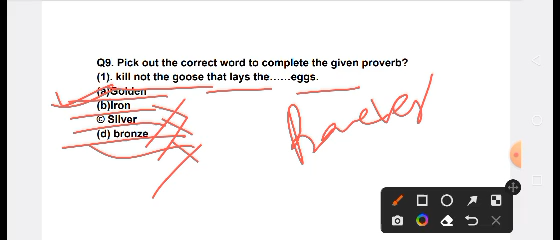 Q9. Pick out the correct word to complete the given proverb?
(1). kill not the goose that lays the......eggs.
(a)Golden
(b)Iron
© Silver
(d) bronze